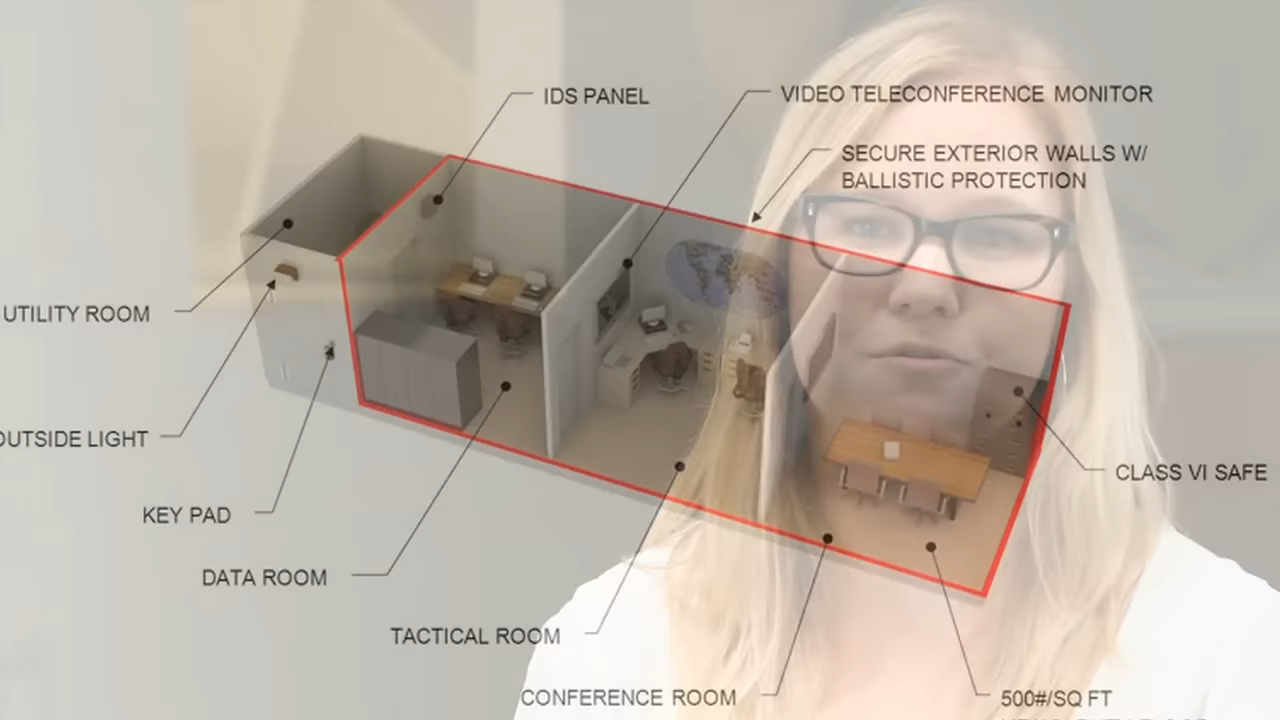 IDS PANEL
VIDEO TELECONFERENCE MONITOR
SECURE EXTERIOR WALLS W/
BALLISTIC PROTECTION
UTILITY ROOM
OUTSIDE LIGHT
CLASS VI SAFE
KEY PAD
DATA ROOM
TACTICAL ROOM
CONFERENCE ROOM
500#/SQ FT